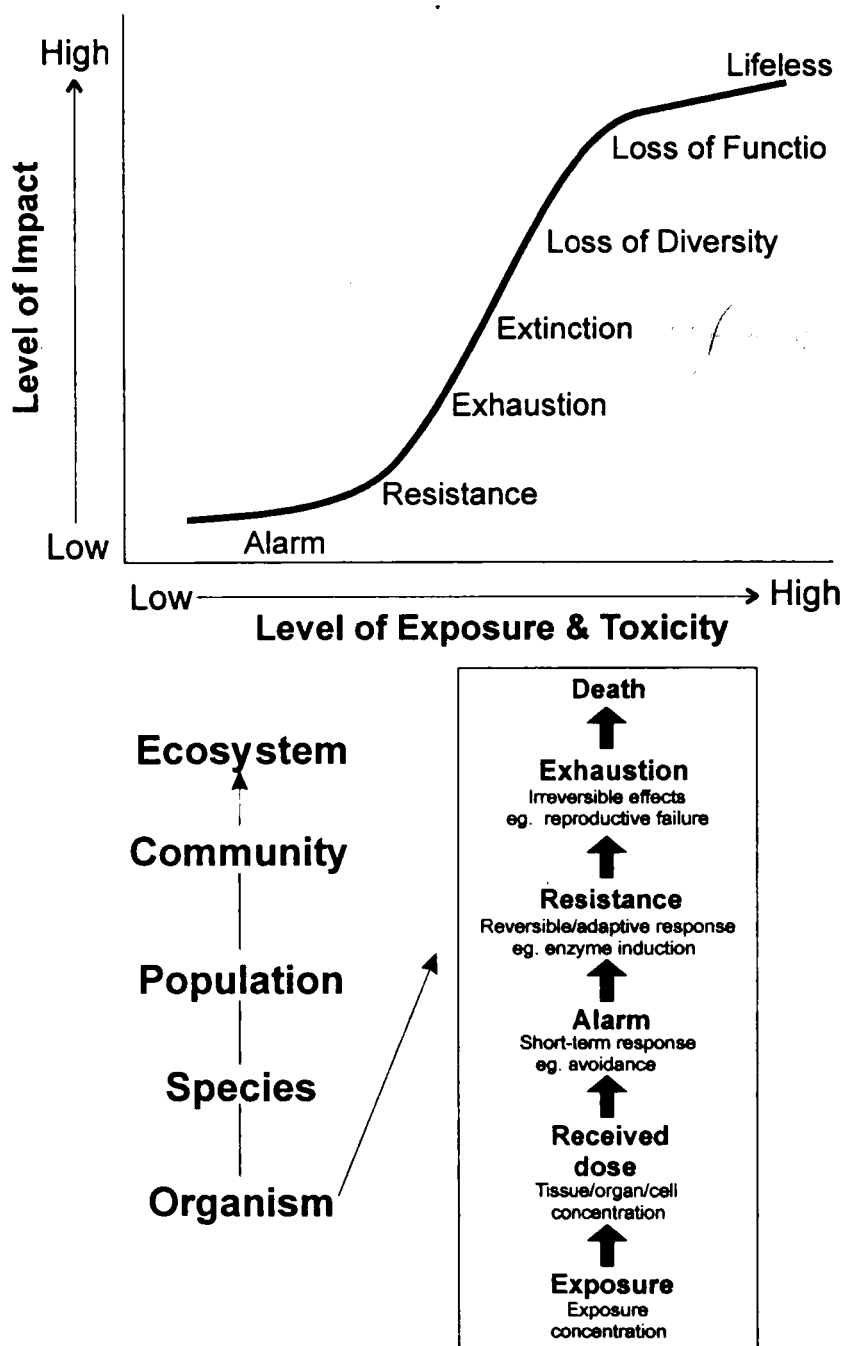 High
Lifeless
Loss of Functio
Loss of Diversity
Extinction
Exhaustion
Resistance
Alarm
Level of Impact
Low
Low
High
Level of Exposure & Toxicity
Ecosystem
Community
Population
Species
Organism
Death
Exhaustion
Irreversible effects
eg. reproductive failure
Resistance
Reversible/adaptive response
eg. enzyme induction
Alarm
Short-term response
eg. avoidance
Received
dose
Tissue/organ/cell
concentration
Exposure
Exposure
concentration